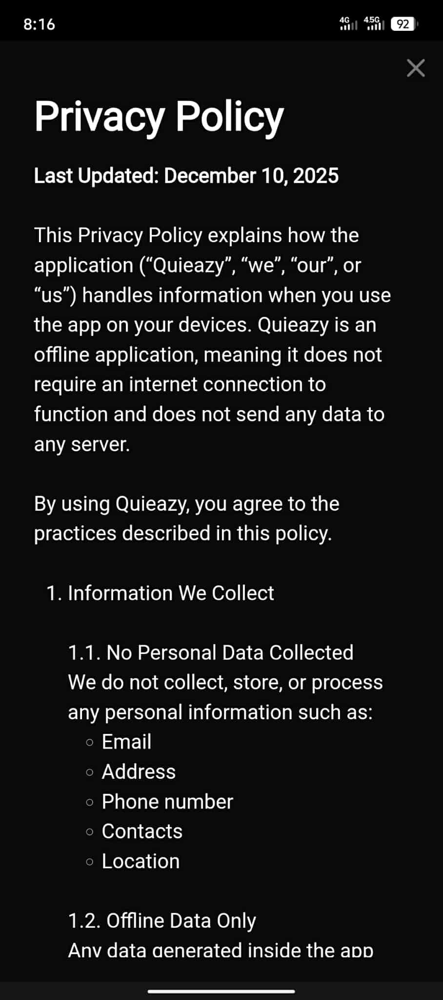 8:16
4G 4.5G 92
Privacy Policy
Last Updated: December 10, 2025
This Privacy Policy explains how the
application (“Quieazy”, “we”, “our”, or
“us”) handles information when you use
the app on your devices. Quieazy is an
offline application, meaning it does not
require an internet connection to
function and does not send any data to
any server.
By using Quieazy, you agree to the
practices described in this policy.
1. Information We Collect
1.1. No Personal Data Collected
We do not collect, store, or process
any personal information such as:
Email
Address
Phone number
Contacts
Location
1.2. Offline Data Only
Any data generated inside the app